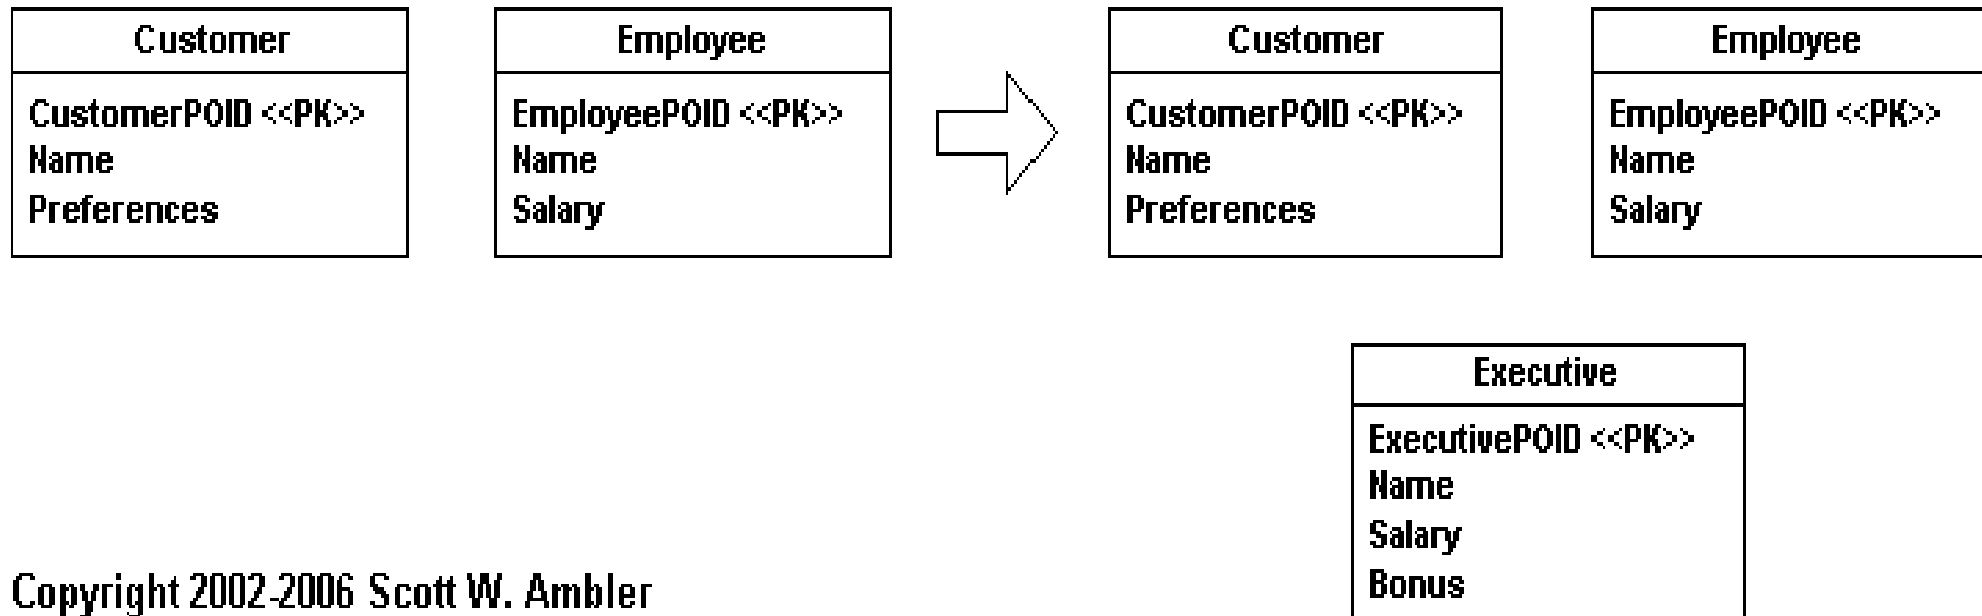 Customer
CustomerPOID <<PK>>
Name
Preferences
Employee
EmployeePOID <<PK>>
Name
Salary
Customer
CustomerPOID <<PK>>
Name
Preferences
Employee
EmployeePOID <<PK>>
Name
Salary
Executive
ExecutivePOID <<PK>>
Name
Salary
Bonus
Copyright 2002-2006 Scott W. Ambler